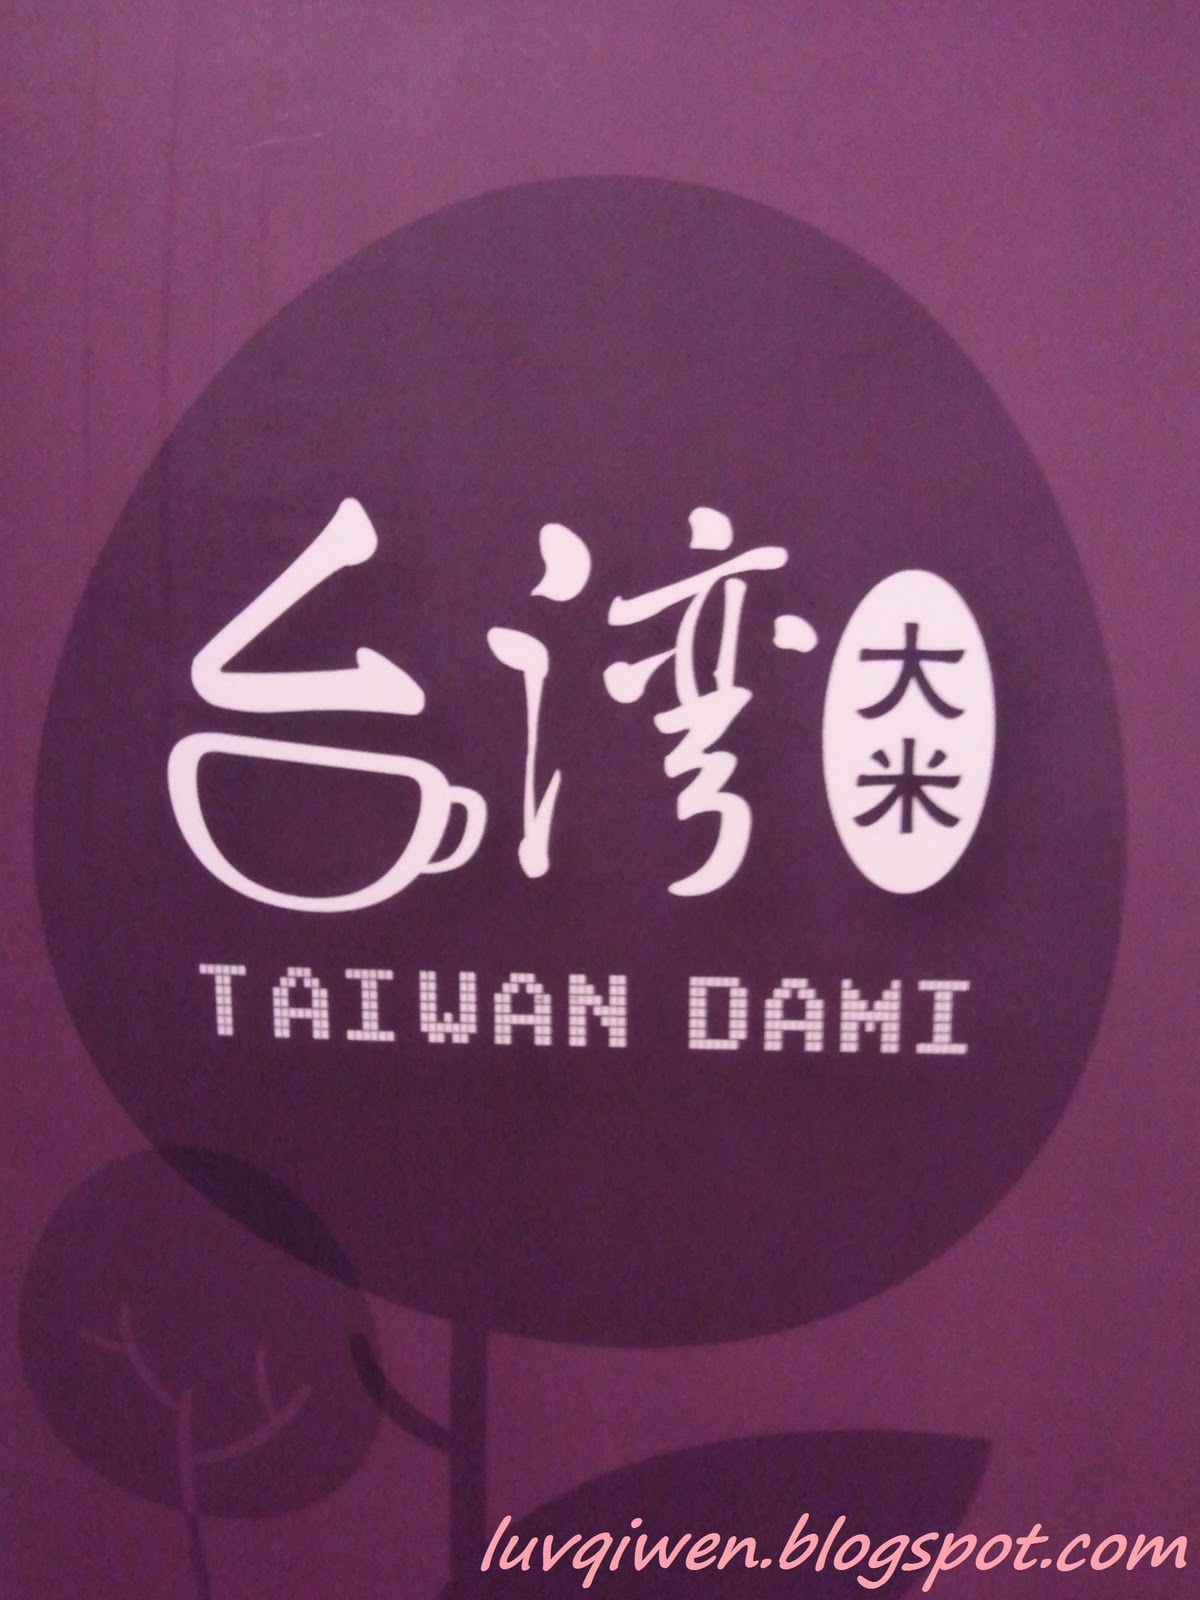 台湾
大米
TAIWAN DAMI
luvqiwen.blogspot.com